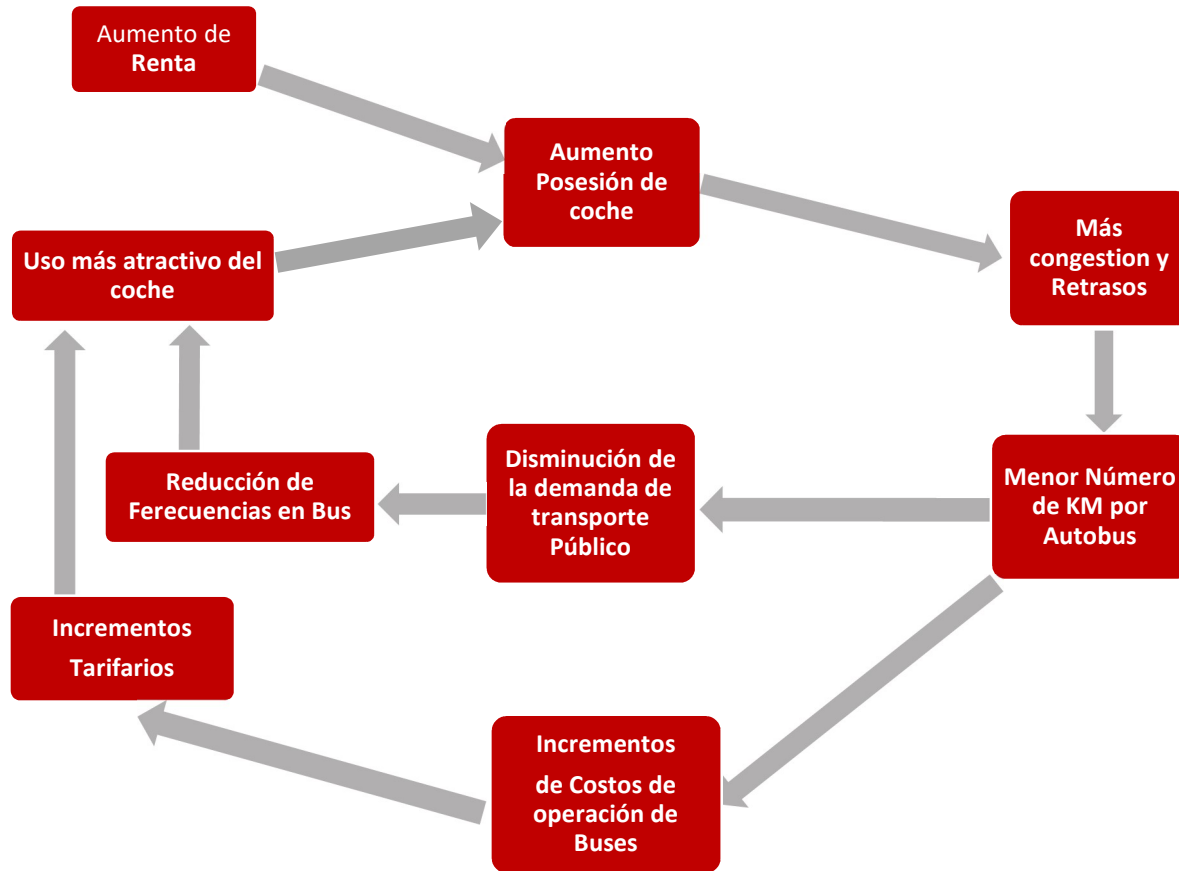 Aumento de
Renta
Aumento
Posesión de
coche
Más
congestion y
Retrasos
Uso más atractivo del
coche
Reducción de
Ferecuencias en Bus
Disminución de
la demanda de
transporte
Público
Menor Número
de KM por
Autobus
Incrementos
Tarifarios
Incrementos
de Costos de
operación de
Buses